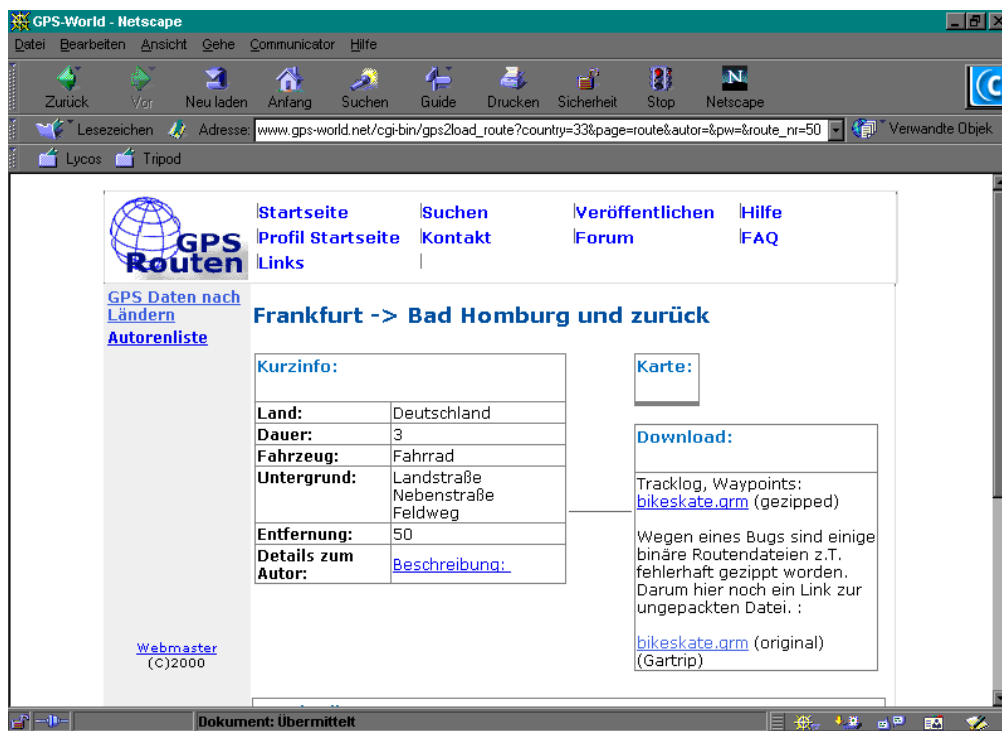 GPS-World - Netscape
Datei Bearbeiten Ansicht Gehe Communicator Hilfe
Zurück Vor Neu laden Anfang Suchen Guide Drucken Sicherheit Stop Netscape
N
Lesezeichen Adresse: www.gps-world.net/cgi-bin/gps2load_route?country=33&page=route&autor=&pw=&route_nr=50 Verwandte Objek
Lycos Tripod
GPS
Routen
Startseite Suchen Veröffentlichen Hilfe
Profil Startseite Kontakt Forum FAQ
Links
GPS Daten nach
Ländern
Autorenliste
Frankfurt -> Bad Homburg und zurück
Kurzinfo:
Land: Deutschland
Dauer: 3
Fahrzeug: Fahrrad
Untergrund: Landstraße
Nebenstraße
Feldweg
Entfernung: 50
Details zum
Autor: Beschreibung:
Karte:
Download:
Tracklog, Waypoints:
bikeskate.grm (gezipped)
Wegen eines Bugs sind einige
binäre Routendateien z.T.
fehlerhaft gezippt worden.
Darum hier noch ein Link zur
ungepackten Datei. :
bikeskate.grm (original)
(Gartrip)
Webmaster
(C)2000
Dokument: Übermittelt